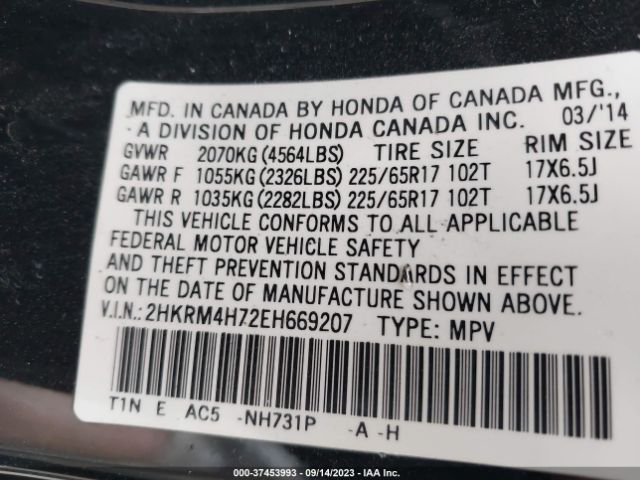 MFD. IN CANADA BY HONDA OF CANADA MFG.,
A DIVISION OF HONDA CANADA INC. 03/'14
GVWR 2070KG (4564LBS) TIRE SIZE RIM SIZE
GAWR F 1055KG (2326LBS) 225/65R17 102T 17X6.5J
GAWR R 1035KG (2282LBS) 225/65R17 102T 17X6.5J
THIS VEHICLE CONFORMS TO ALL APPLICABLE
FEDERAL MOTOR VEHICLE SAFETY
AND THEFT PREVENTION STANDARDS IN EFFECT
ON THE DATE OF MANUFACTURE SHOWN ABOVE.
V.I.N.: 2HKRM4H72EH669207 TYPE: MPV
T1N E AC5 -NH731P -A -H
000-37453993 - 09/14/2023 - IAA Inc.